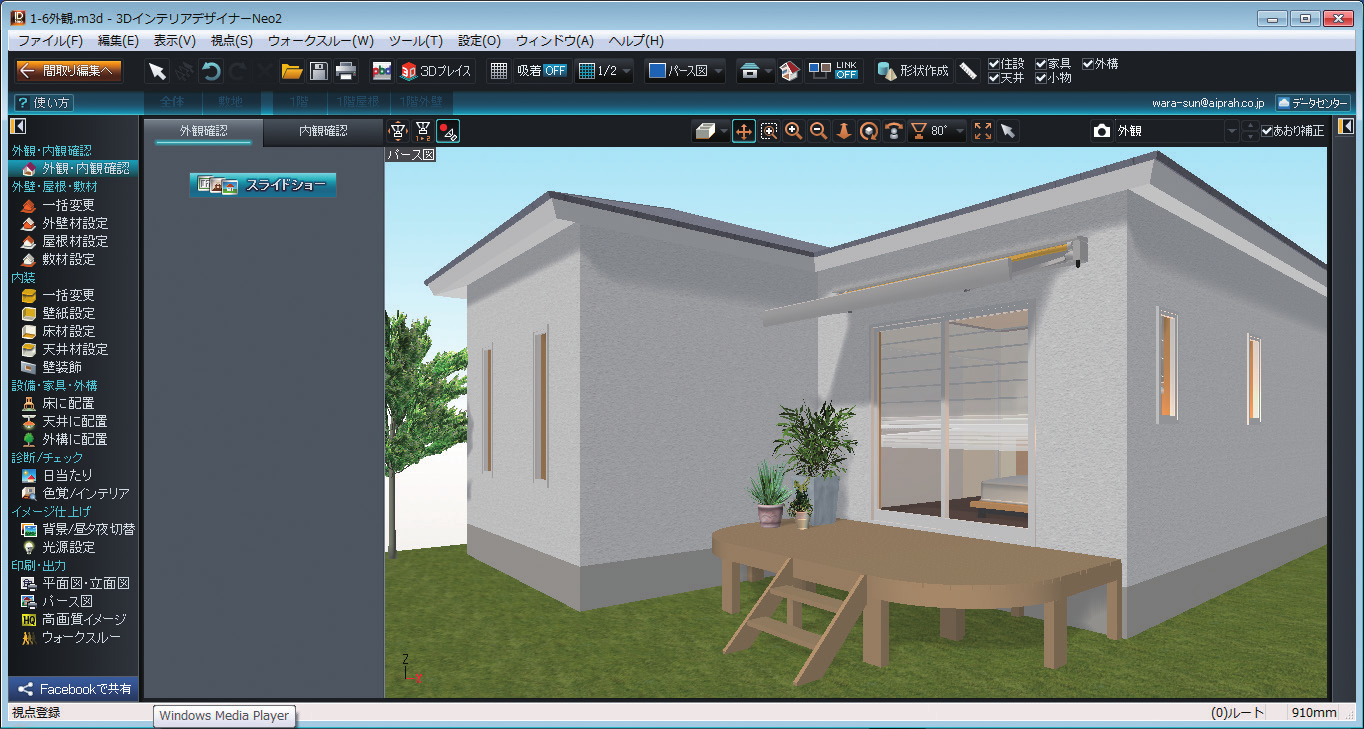 1-6外観.m3d - 3DインテリアデザイナーNeo2
ファイル(F) 編集(E) 表示(V) 視点(S) ウォークスルー(W) ツール(T) 設定(O) ウィンドウ(A) ヘルプ(H)
間取り編集へ abc 3Dプレイス 吸着 OFF 1/2 パース図 LINK OFF 形状作成 住設 家具 外構
天井 小物
? 使い方 全体 敷地 1階 1階屋根 1階外壁 wara-sun@aiprah.co.jp データセンター
外観確認 内観確認 80° 外観 あおり補正
パース図
外観・内観確認
外観・内観確認
外壁・屋根・敷材
一括変更
外壁材設定
屋根材設定
敷材設定
内装
一括変更
壁紙設定
床材設定
天井材設定
壁装飾
設備・家具・外構
床に配置
天井に配置
外構に配置
診断/チェック
日当たり
色覚/インテリア
イメージ仕上げ
背景/昼夕夜切替
光源設定
印刷・出力
平面図・立面図
パース図
HQ 高画質イメージ
ウォークスルー
Facebookで共有
スライドショー
Z
X
視点登録 (0)ルート 910mm
Windows Media Player